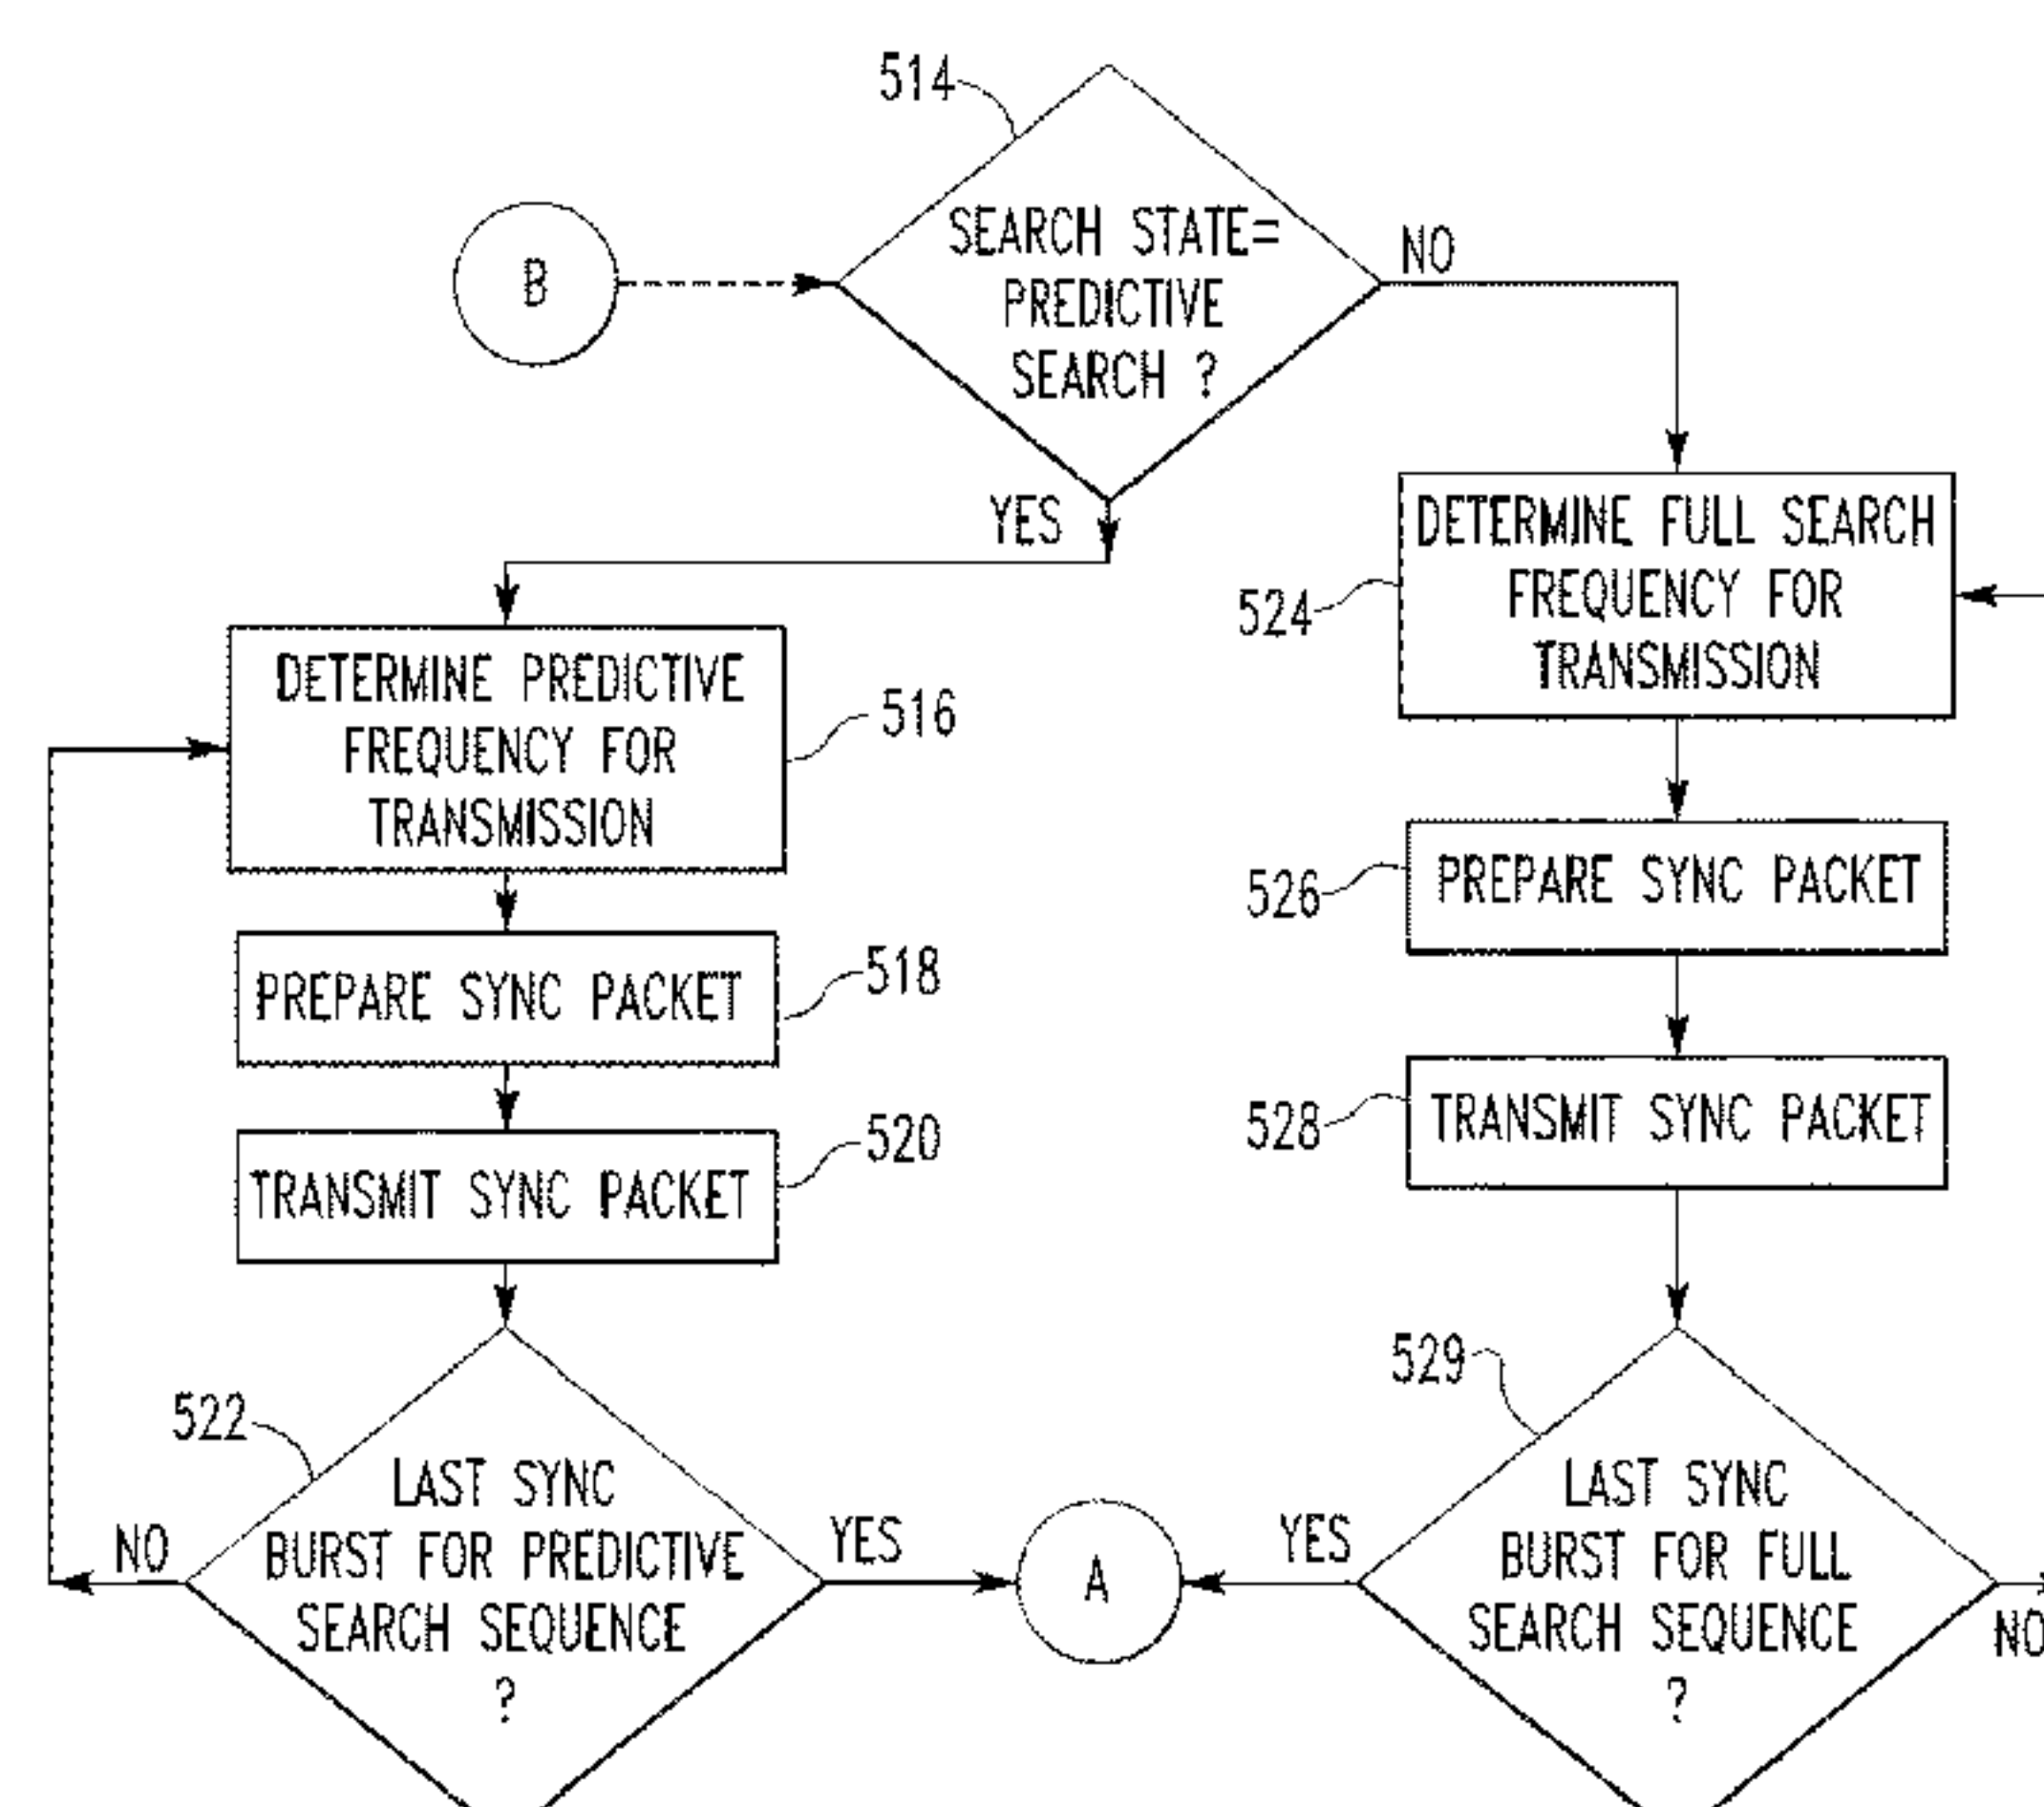 514
SEARCH STATE=
PREDICTIVE
SEARCH ?
B
NO
YES
DETERMINE PREDICTIVE
FREQUENCY FOR
TRANSMISSION
516
PREPARE SYNC PACKET
518
TRANSMIT SYNC PACKET
520
522
LAST SYNC
BURST FOR PREDICTIVE
SEARCH SEQUENCE
?
NO
YES
A
DETERMINE FULL SEARCH
FREQUENCY FOR
TRANSMISSION
524
PREPARE SYNC PACKET
526
TRANSMIT SYNC PACKET
528
529
LAST SYNC
BURST FOR FULL
SEARCH SEQUENCE
?
YES
NO